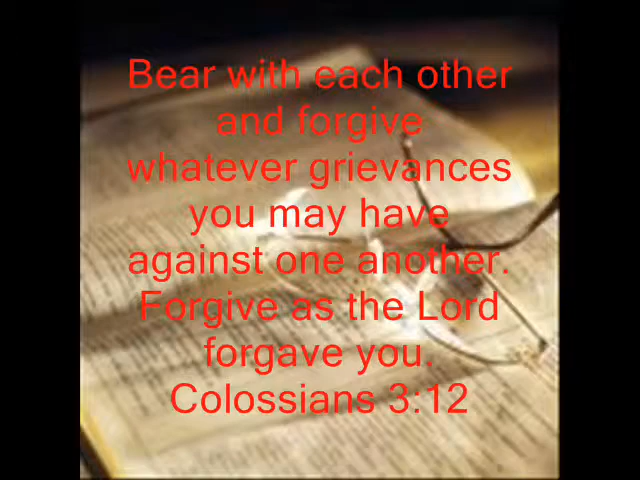 Bear with each other
and forgive
whatever grievances
you may have
against one another.
Forgive as the Lord
forgave you.
Colossians 3:12